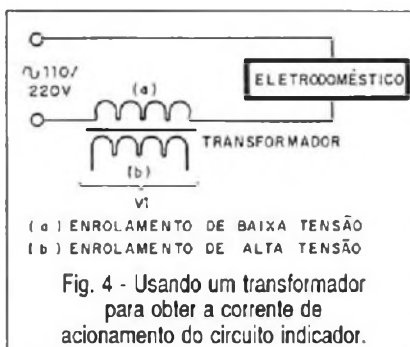 ∿110/
220V
(a)
ELETRODOMÉSTICO
TRANSFORMADOR
(b)
V1
(a) ENROLAMENTO DE BAIXA TENSÃO
(b) ENROLAMENTO DE ALTA TENSÃO
Fig. 4 - Usando um transformador
para obter a corrente de
acionamento do circuito indicador.